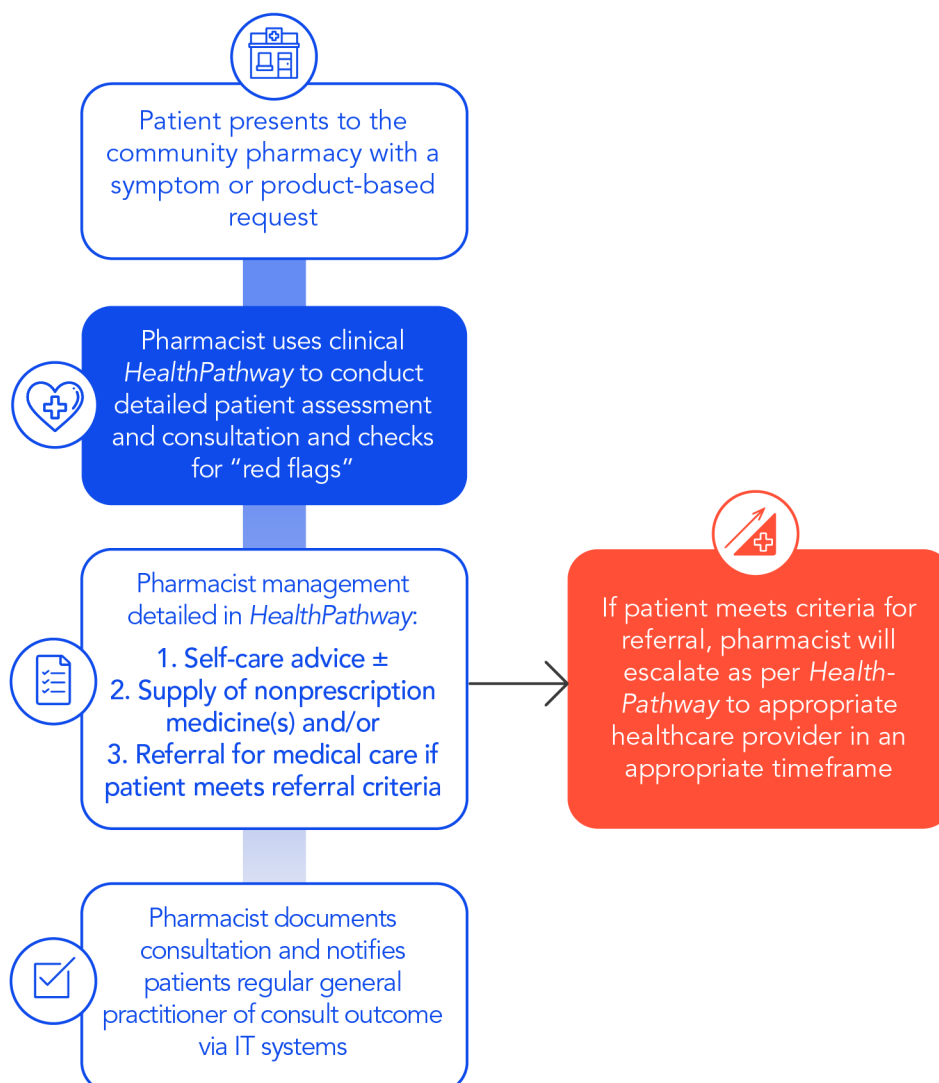 Patient presents to the
community pharmacy with a
symptom or product-based
request
Pharmacist uses clinical
HealthPathway to conduct
detailed patient assessment
and consultation and checks
for “red flags”
Pharmacist management
detailed in HealthPathway:
1. Self-care advice ±
2. Supply of nonprescription
medicine(s) and/or
3. Referral for medical care if
patient meets referral criteria
If patient meets criteria for
referral, pharmacist will
escalate as per Health-
Pathway to appropriate
healthcare provider in an
appropriate timeframe
Pharmacist documents
consultation and notifies
patients regular general
practitioner of consult outcome
via IT systems